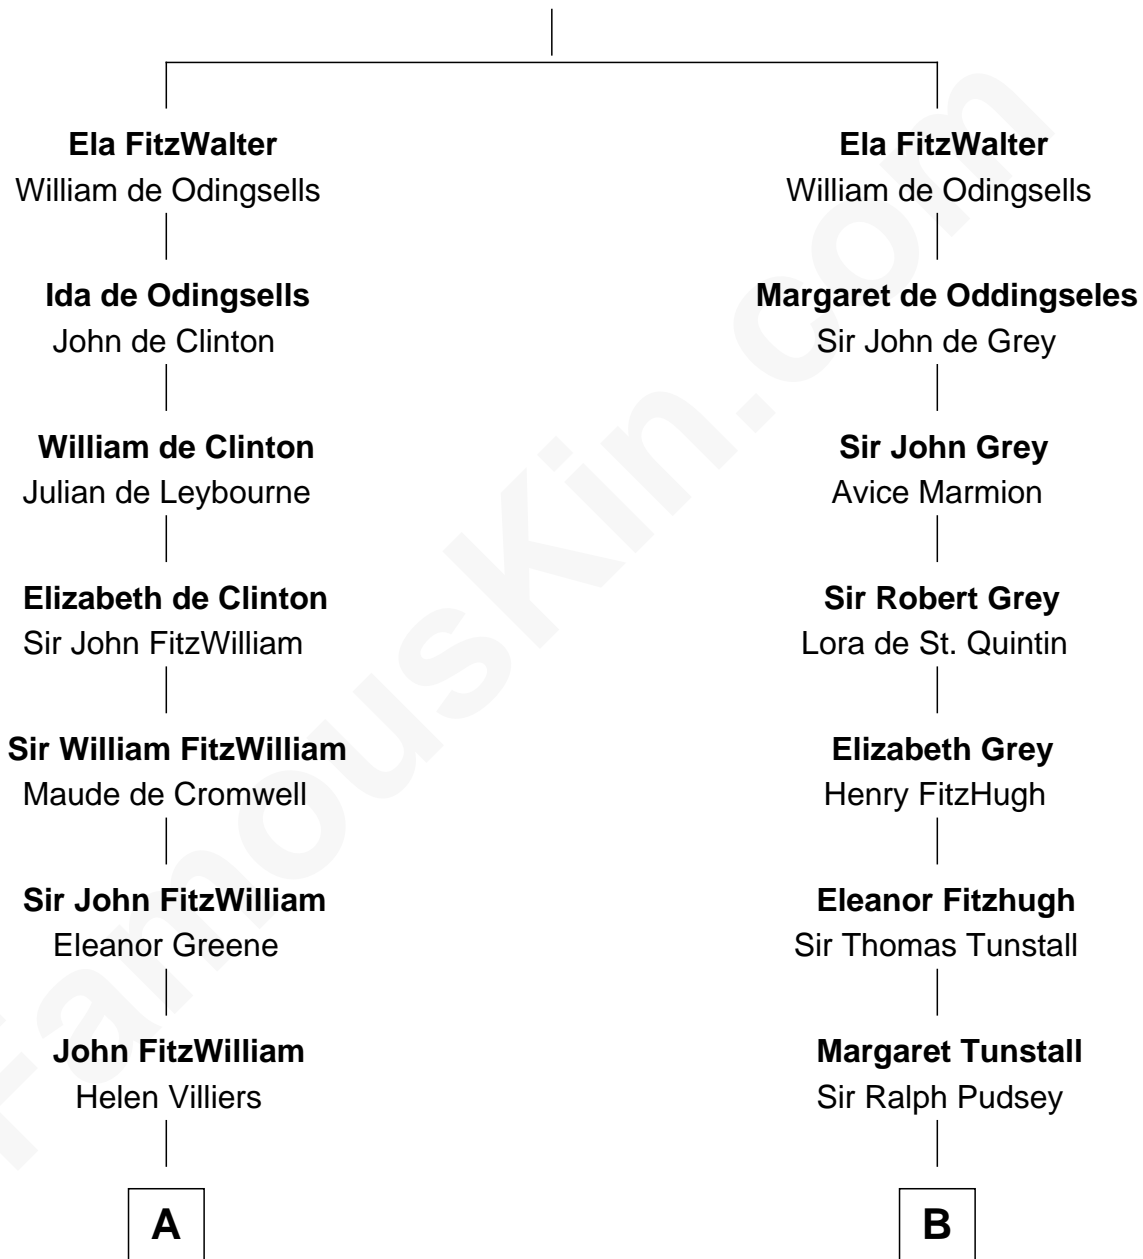 Ela FitzWalter
William de Odingsells
Ida de Odingsells
John de Clinton
William de Clinton
Julian de Leybourne
Elizabeth de Clinton
Sir John FitzWilliam
Sir William FitzWilliam
Maude de Cromwell
Sir John FitzWilliam
Eleanor Greene
John FitzWilliam
Helen Villiers
A
Ela FitzWalter
William de Odingsells
Margaret de Oddingseles
Sir John de Grey
Sir John Grey
Avice Marmion
Sir Robert Grey
Lora de St. Quintin
Elizabeth Grey
Henry FitzHugh
Eleanor Fitzhugh
Sir Thomas Tunstall
Margaret Tunstall
Sir Ralph Pudsey
B
FamousKin.com